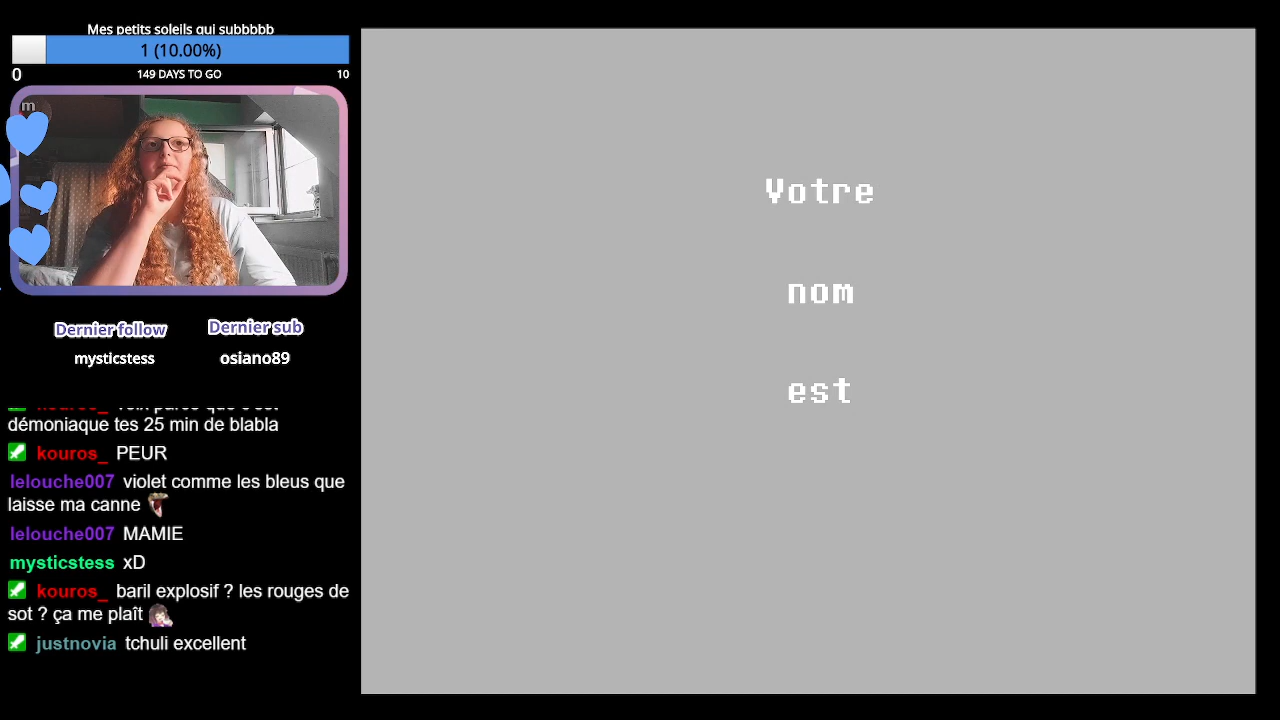 Mes petits soleils qui subbbbb
1 (10.00%)
0
149 DAYS TO GO
10
m
Dernier follow
Dernier sub
mysticstess
osiano89
démoniaque tes 25 min de blabla
kouros_ PEUR
lelouche007 violet comme les bleus que
laisse ma canne
lelouche007 MAMIE
mysticstess xD
kouros_ baril explosif ? les rouges de
sot ? ça me plaît
justnovia tchuli excellent
Votre
nom
est